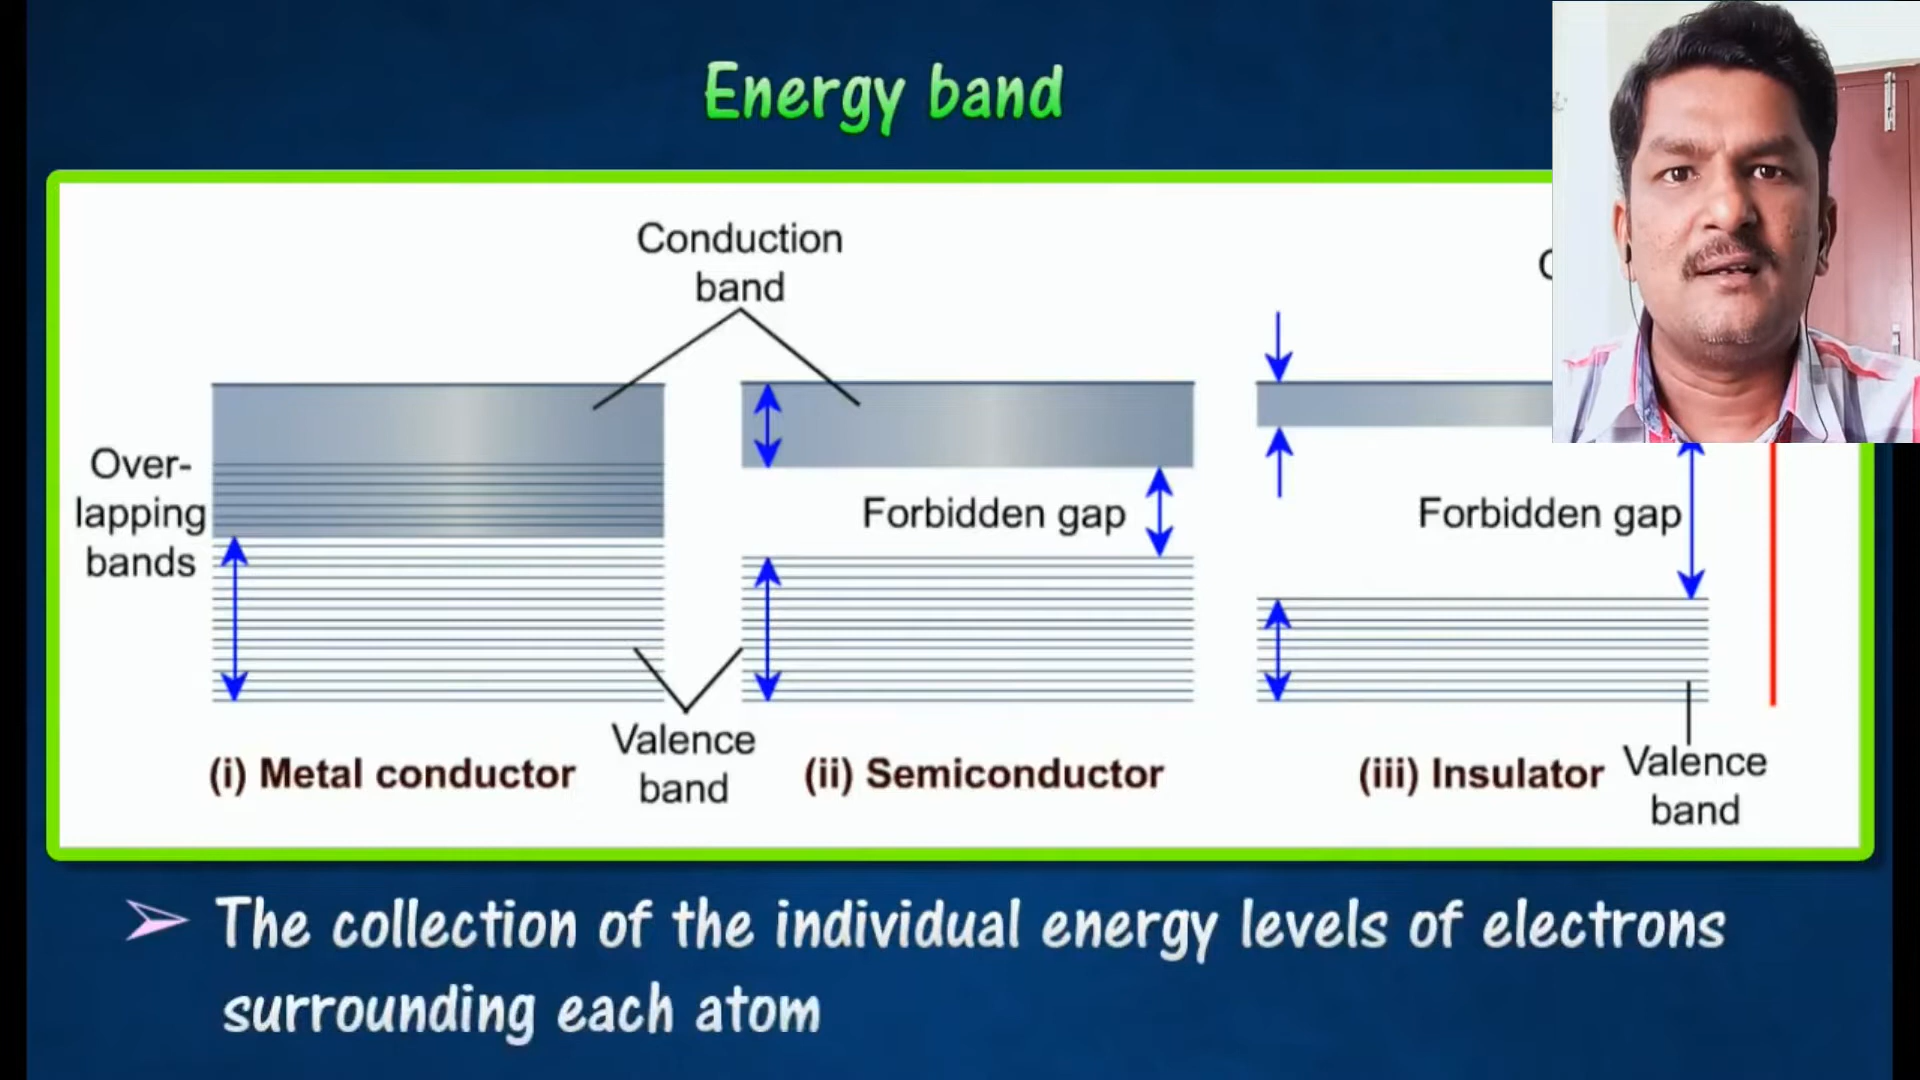 Energy band
Conduction
band
Over-
lapping
bands
Forbidden gap
Forbidden gap
Valence
band
Valence
band
(i) Metal conductor
(ii) Semiconductor
(iii) Insulator
➢ The collection of the individual energy levels of electrons
surrounding each atom